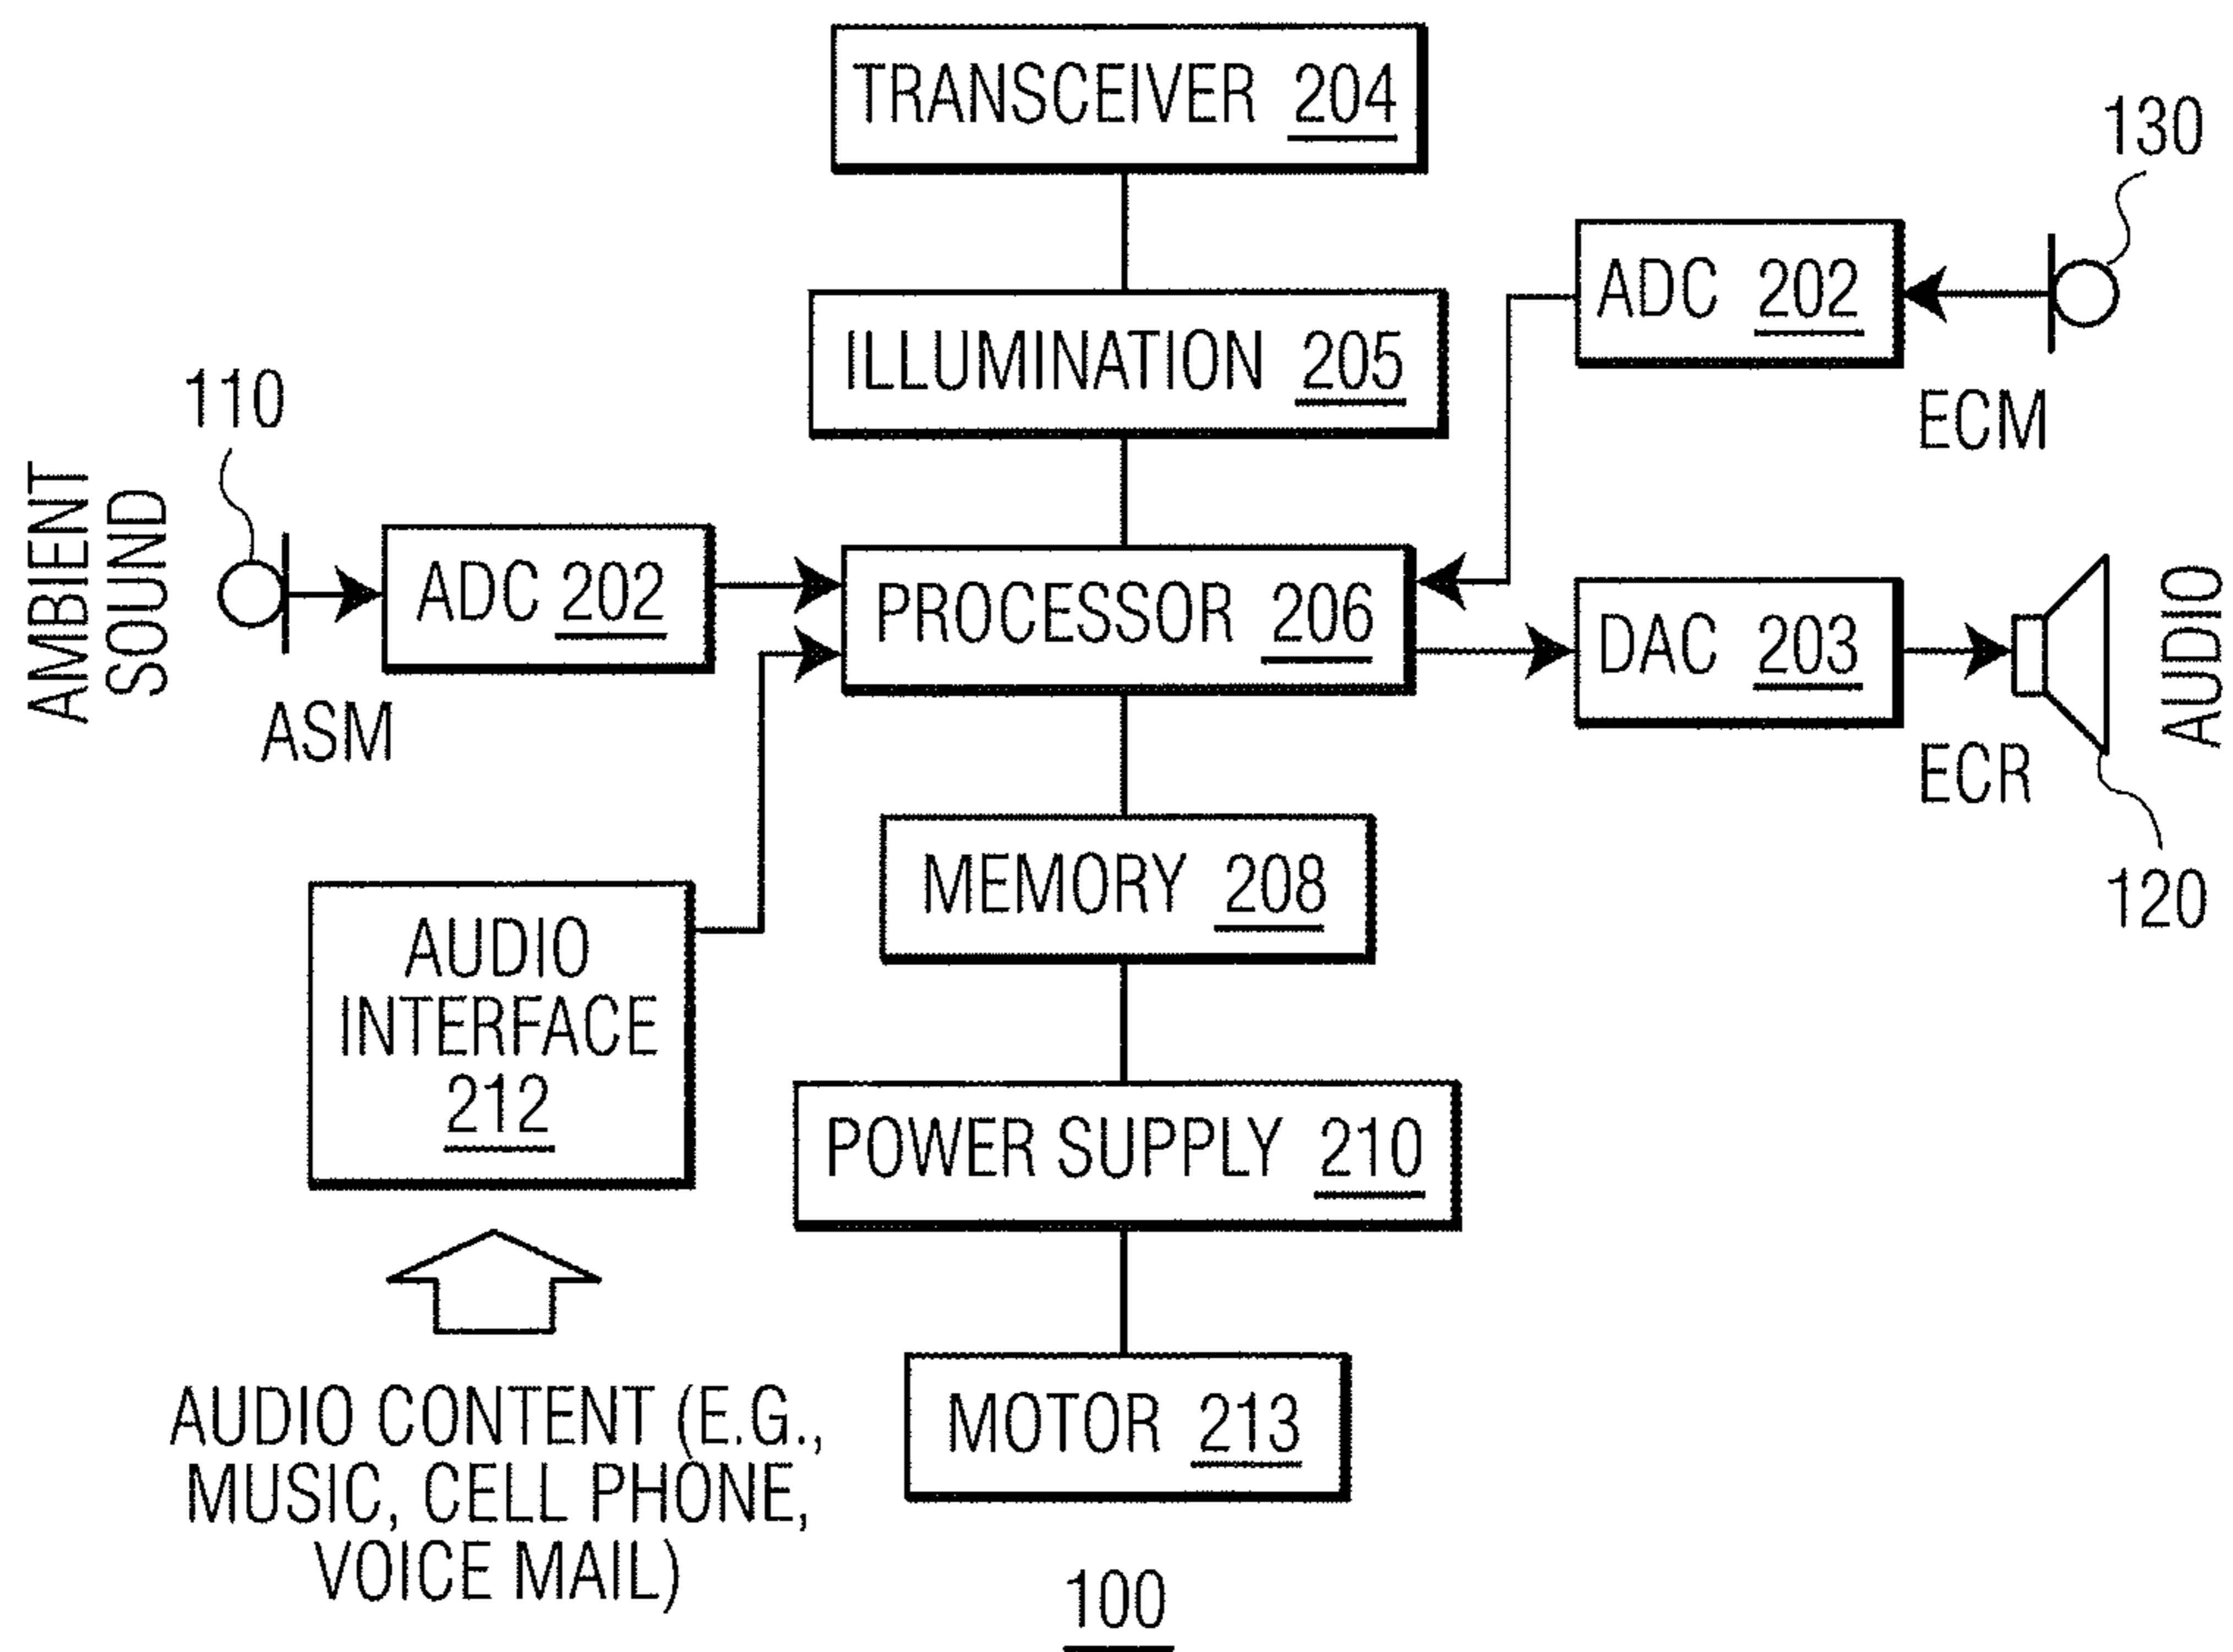 TRANSCEIVER 204
130
ADC 202
ILLUMINATION 205
ECM
110
AMBIENT
SOUND
ADC 202
ASM
PROCESSOR 206
DAC 203
AUDIO
ECR
120
MEMORY 208
AUDIO
INTERFACE
212
POWER SUPPLY 210
MOTOR 213
AUDIO CONTENT (E.G.,
MUSIC, CELL PHONE,
VOICE MAIL)
100